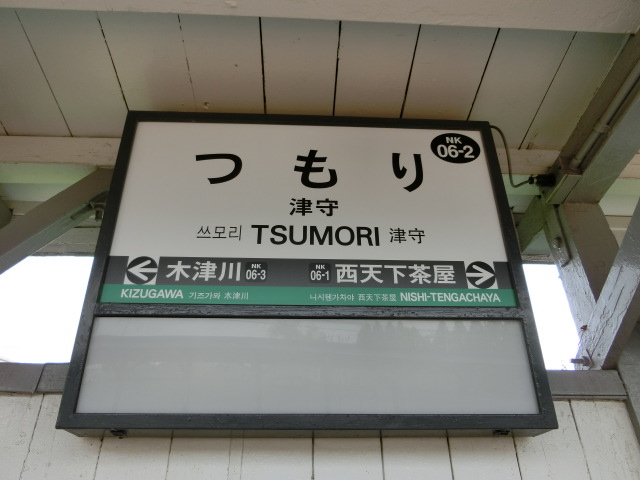 NK
06-2
つもり
津守
쓰모리 TSUMORI 津守
木津川 NK 06-3 NK 06-1 西天下茶屋
KIZUGAWA 기즈가와 木津川 니시텐가차야 西天下茶屋 NISHI-TENGACHAYA